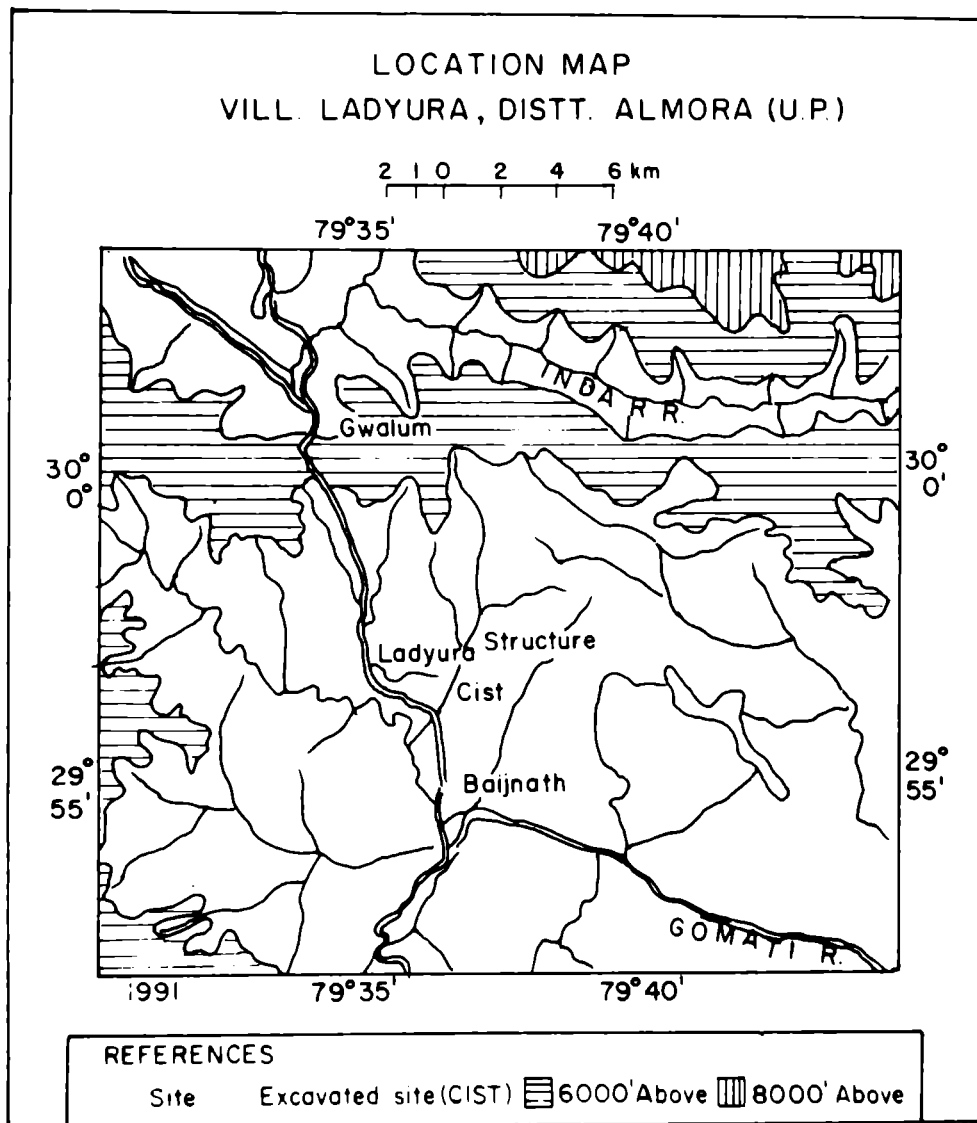 LOCATION MAP
VILL. LADYURA, DISTT. ALMORA (U.P.)
2 1 0 2 4 6 km
79°35' 79°40'
INDAR R.
Gwalum
30° 0° 30° 0'
Structure
Ladyura
Cist
29° 55' 29° 55'
Baijnath
GOMATI R.
1991 79°35' 79°40'
REFERENCES
Site Excavated site (CIST) 6000' Above 8000' Above